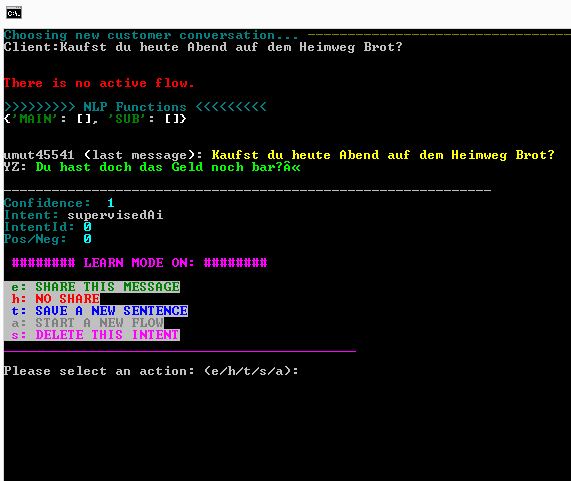 C:\.
Choosing new customer conversation... --------------------------------
Client:Kaufst du heute Abend auf dem Heimweg Brot?
There is no active flow.
>>>>>>>>> NLP Functions <<<<<<<<<
{'MAIN': [], 'SUB': []}
umut45541 (last message): Kaufst du heute Abend auf dem Heimweg Brot?
YZ: Du hast doch das Geld noch bar?Â«
Confidence:  1
Intent: supervisedAi
IntentId: 0
Pos/Neg:  0
######## LEARN MODE ON: ########
e: SHARE THIS MESSAGE
h: NO SHARE
t: SAVE A NEW SENTENCE
a: START A NEW FLOW
s: DELETE THIS INTENT
Please select an action: (e/h/t/s/a):